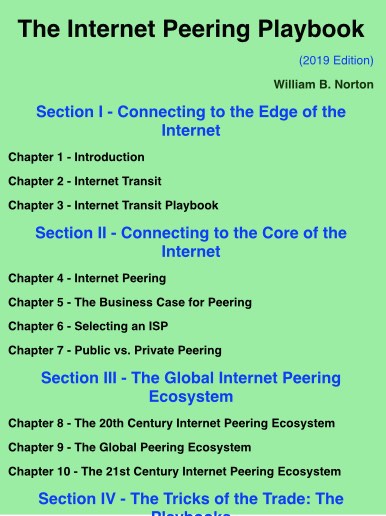 The Internet Peering Playbook
(2019 Edition)
William B. Norton
Section I - Connecting to the Edge of the
Internet
Chapter 1 - Introduction
Chapter 2 - Internet Transit
Chapter 3 - Internet Transit Playbook
Section II - Connecting to the Core of the
Internet
Chapter 4 - Internet Peering
Chapter 5 - The Business Case for Peering
Chapter 6 - Selecting an ISP
Chapter 7 - Public vs. Private Peering
Section III - The Global Internet Peering
Ecosystem
Chapter 8 - The 20th Century Internet Peering Ecosystem
Chapter 9 - The Global Peering Ecosystem
Chapter 10 - The 21st Century Internet Peering Ecosystem
Section IV - The Tricks of the Trade: The
Playbooks